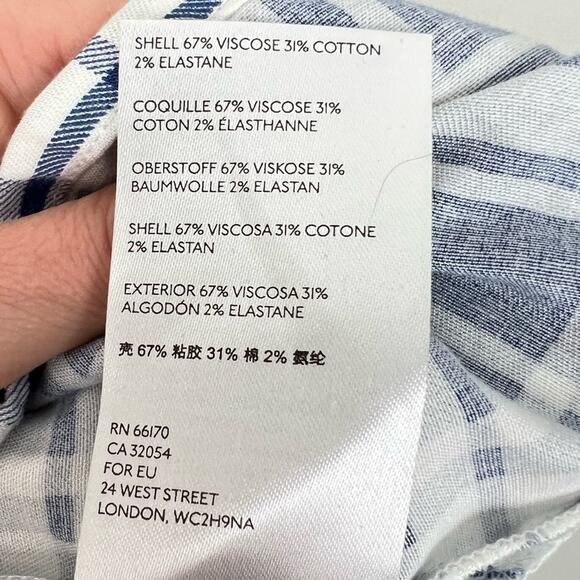 SHELL 67% VISCOSE 31% COTTON
2% ELASTANE
COQUILLE 67% VISCOSE 31%
COTON 2% ÉLASTHANNE
OBERSTOFF 67% VISKOSE 31%
BAUMWOLLE 2% ELASTAN
SHELL 67% VISCOSA 31% COTONE
2% ELASTAN
EXTERIOR 67% VISCOSA 31%
ALGODÓN 2% ELASTANE
壳 67% 粘胶 31% 棉 2% 氨纶
RN 66170
CA 32054
FOR EU
24 WEST STREET
LONDON, WC2H9NA